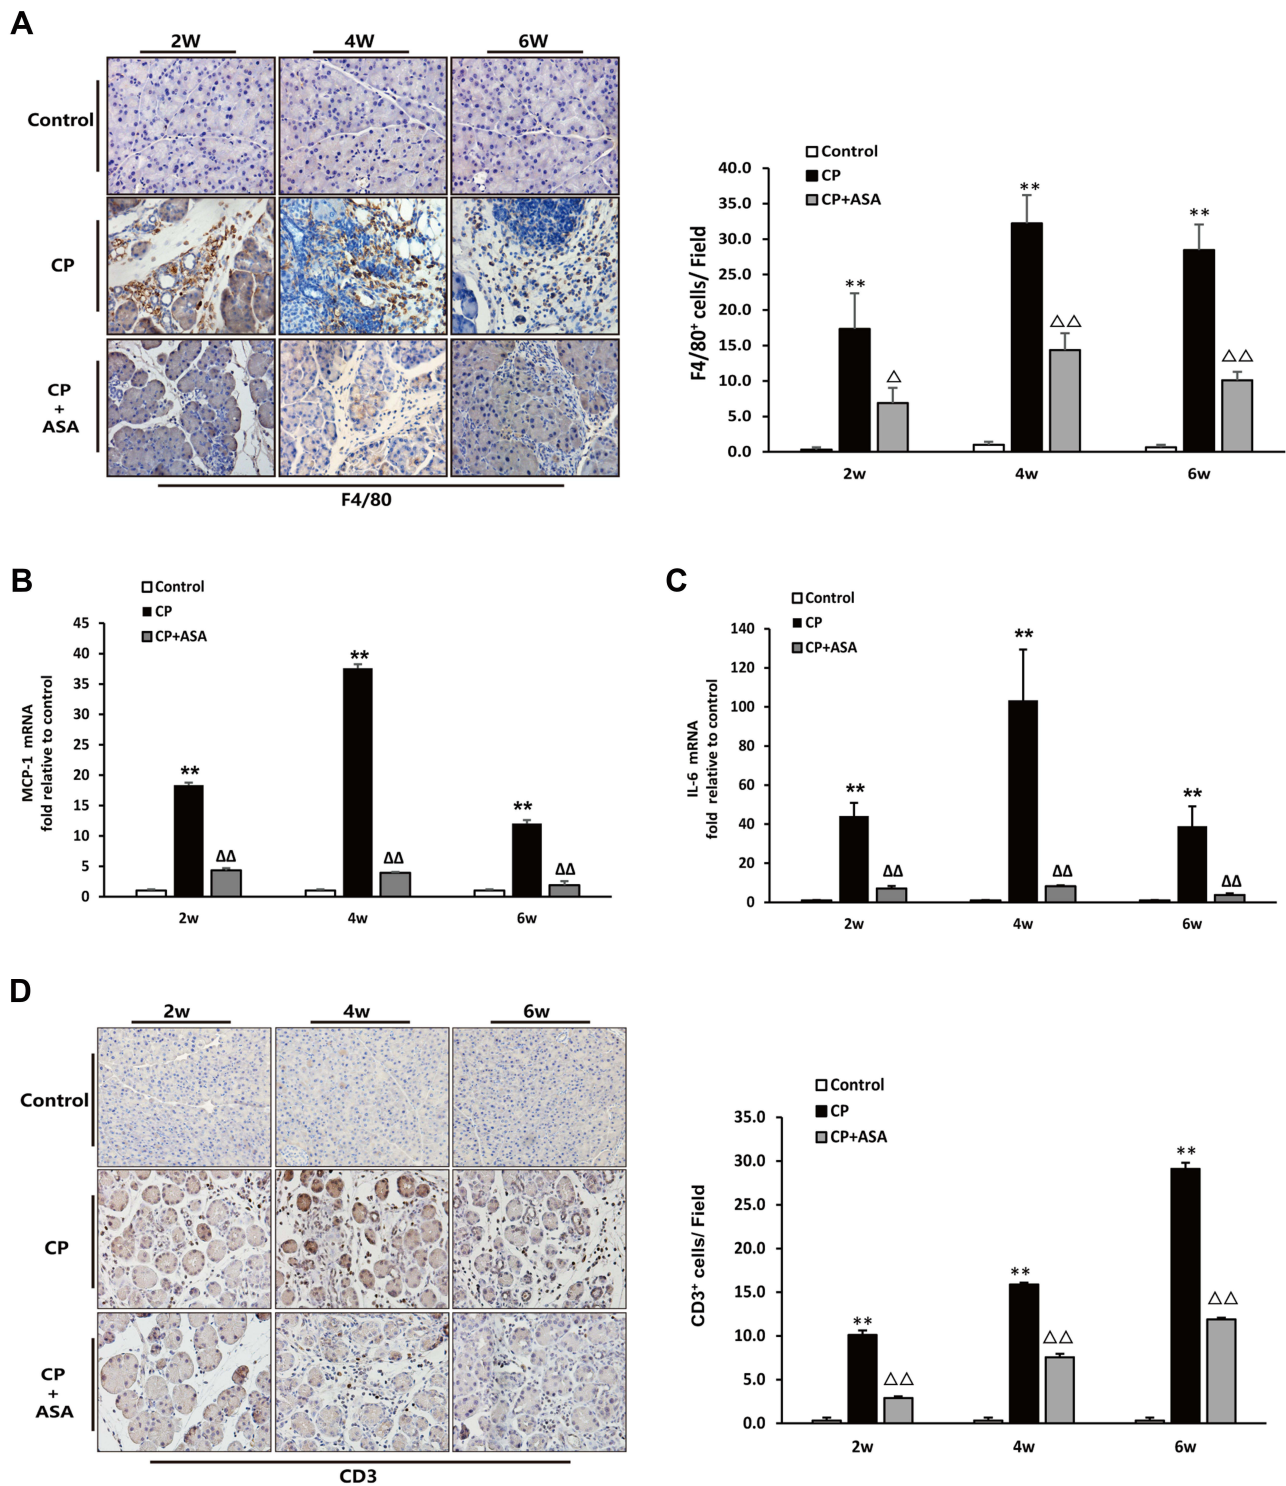 A
2W 4W 6W
Control
CP
CP
+
ASA
F4/80
Control
CP
CP+ASA
F4/80+ cells/ Field
40.0
35.0
30.0
25.0
20.0
15.0
10.0
5.0
0.0
** ** **
△ △△ △△
2w 4w 6w
B
Control
CP
CP+ASA
MCP-1 mRNA
fold relative to control
45
40
35
30
25
20
15
10
5
0
** ** **
ΔΔ ΔΔ ΔΔ
2w 4w 6w
C
Control
CP
CP+ASA
IL-6 mRNA
fold relative to control
140
120
100
80
60
40
20
0
** ** **
ΔΔ ΔΔ ΔΔ
2w 4w 6w
D
2w 4w 6w
Control
CP
CP
+
ASA
CD3
Control
CP
CP+ASA
CD3+ cells/ Field
35.0
30.0
25.0
20.0
15.0
10.0
5.0
0.0
** ** **
△△ △△ △△
2w 4w 6w